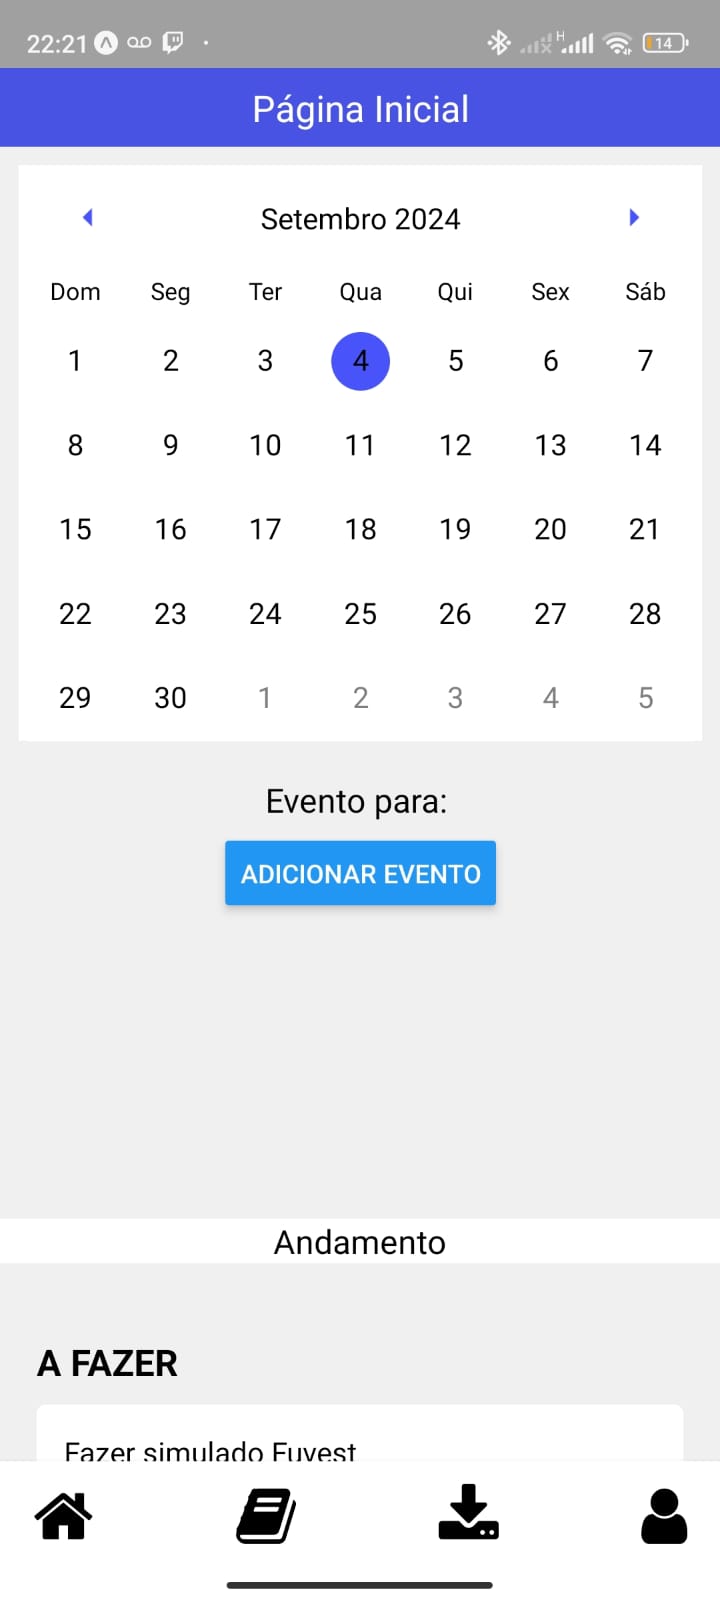 22:21 H 14
Página Inicial
Setembro 2024
Dom Seg Ter Qua Qui Sex Sáb
1 2 3 4 5 6 7
8 9 10 11 12 13 14
15 16 17 18 19 20 21
22 23 24 25 26 27 28
29 30 1 2 3 4 5
Evento para:
ADICIONAR EVENTO
Andamento
A FAZER
Fazer simulado Fuvest